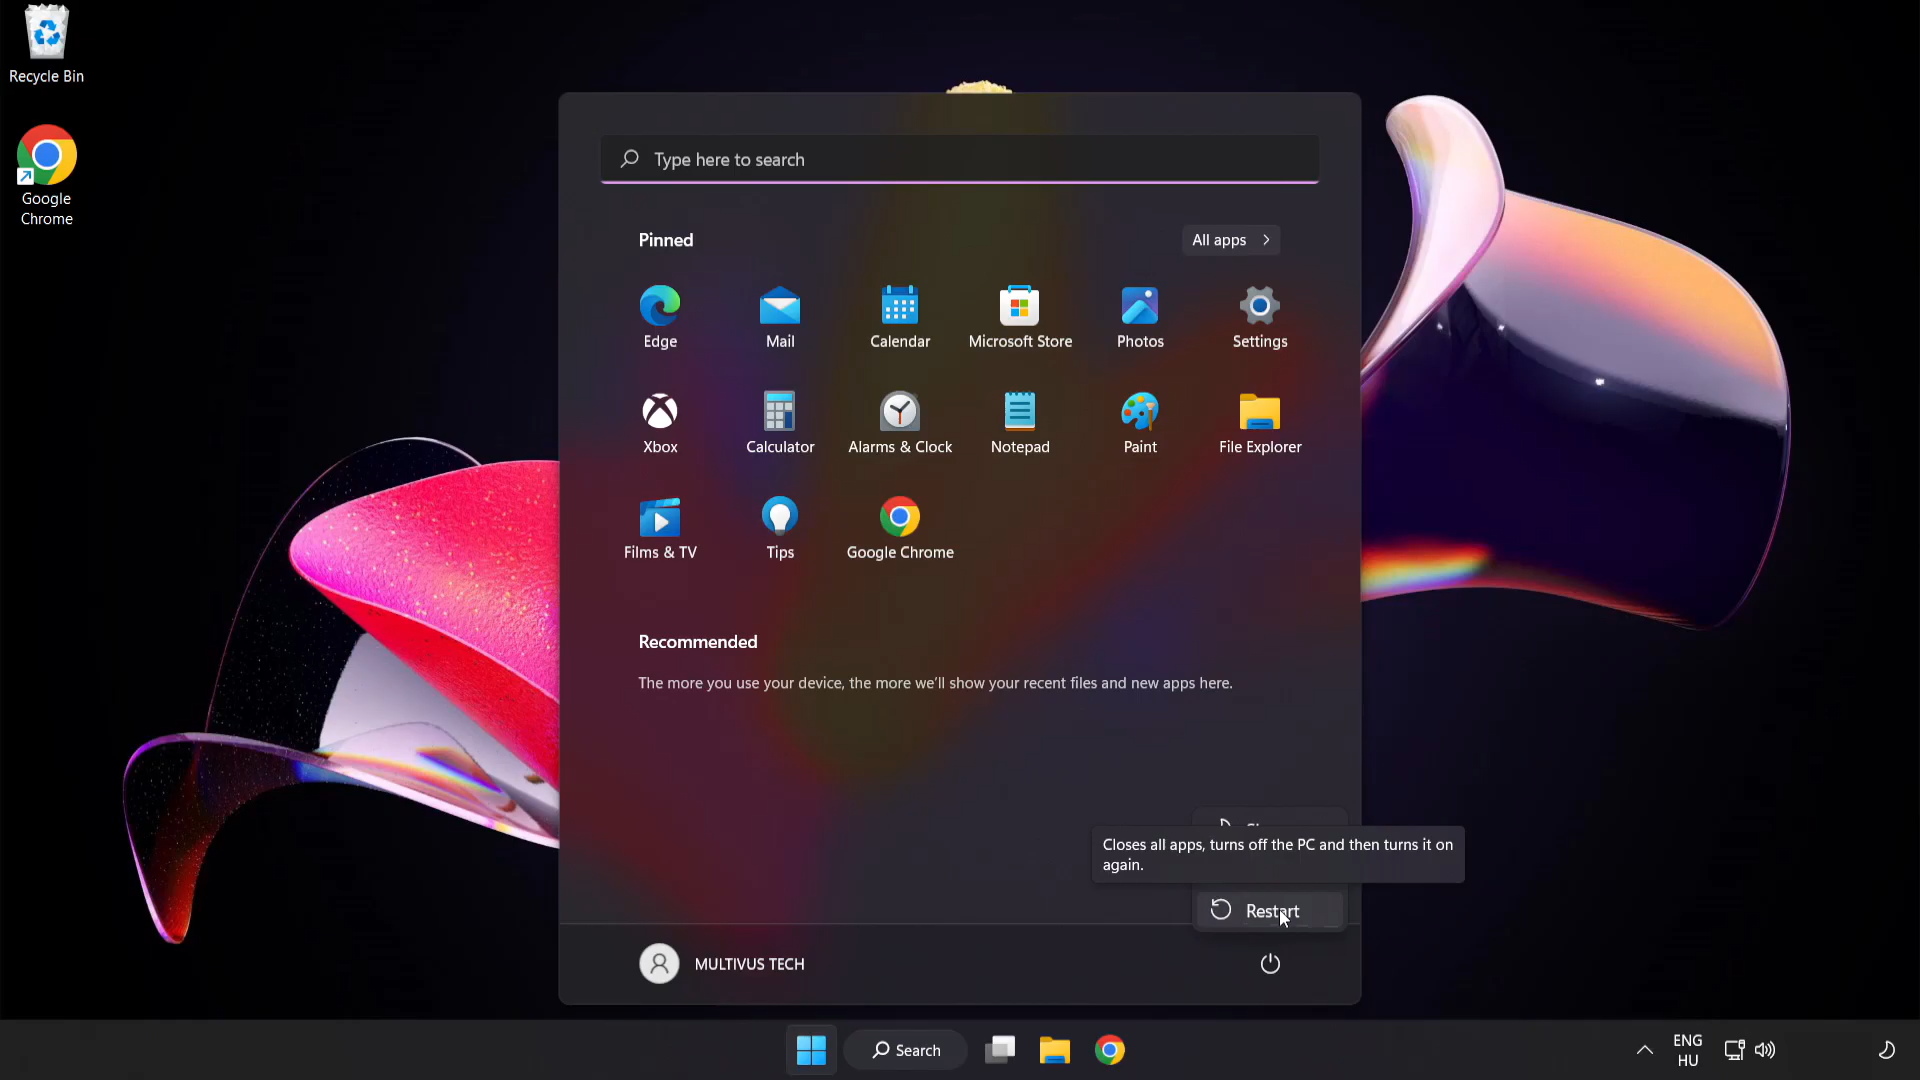 Recycle Bin
Google
Chrome
Type here to search
Pinned
All apps
Edge
Mail
Calendar
Microsoft Store
Photos
Settings
Xbox
Calculator
Alarms & Clock
Notepad
Paint
File Explorer
Films & TV
Tips
Google Chrome
Recommended
The more you use your device, the more we'll show your recent files and new apps here.
Closes all apps, turns off the PC and then turns it on
again.
Restart
MULTIVUS TECH
Search
ENG
HU